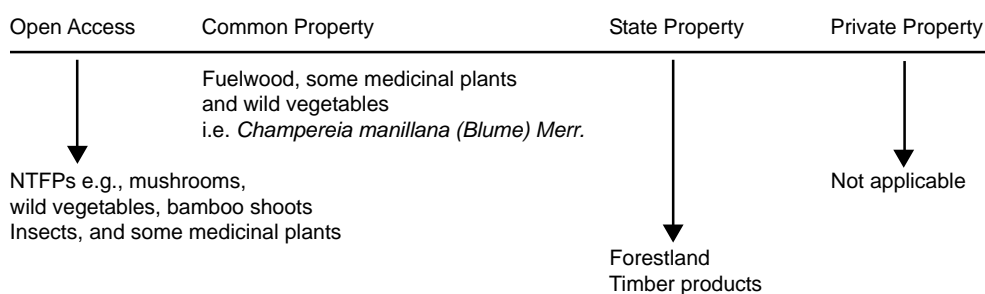 Open Access Common Property State Property Private Property
Fuelwood, some medicinal plants
and wild vegetables
i.e. Champereia manillana (Blume) Merr.
NTFPs e.g., mushrooms,
wild vegetables, bamboo shoots
Insects, and some medicinal plants
Not applicable
Forestland
Timber products